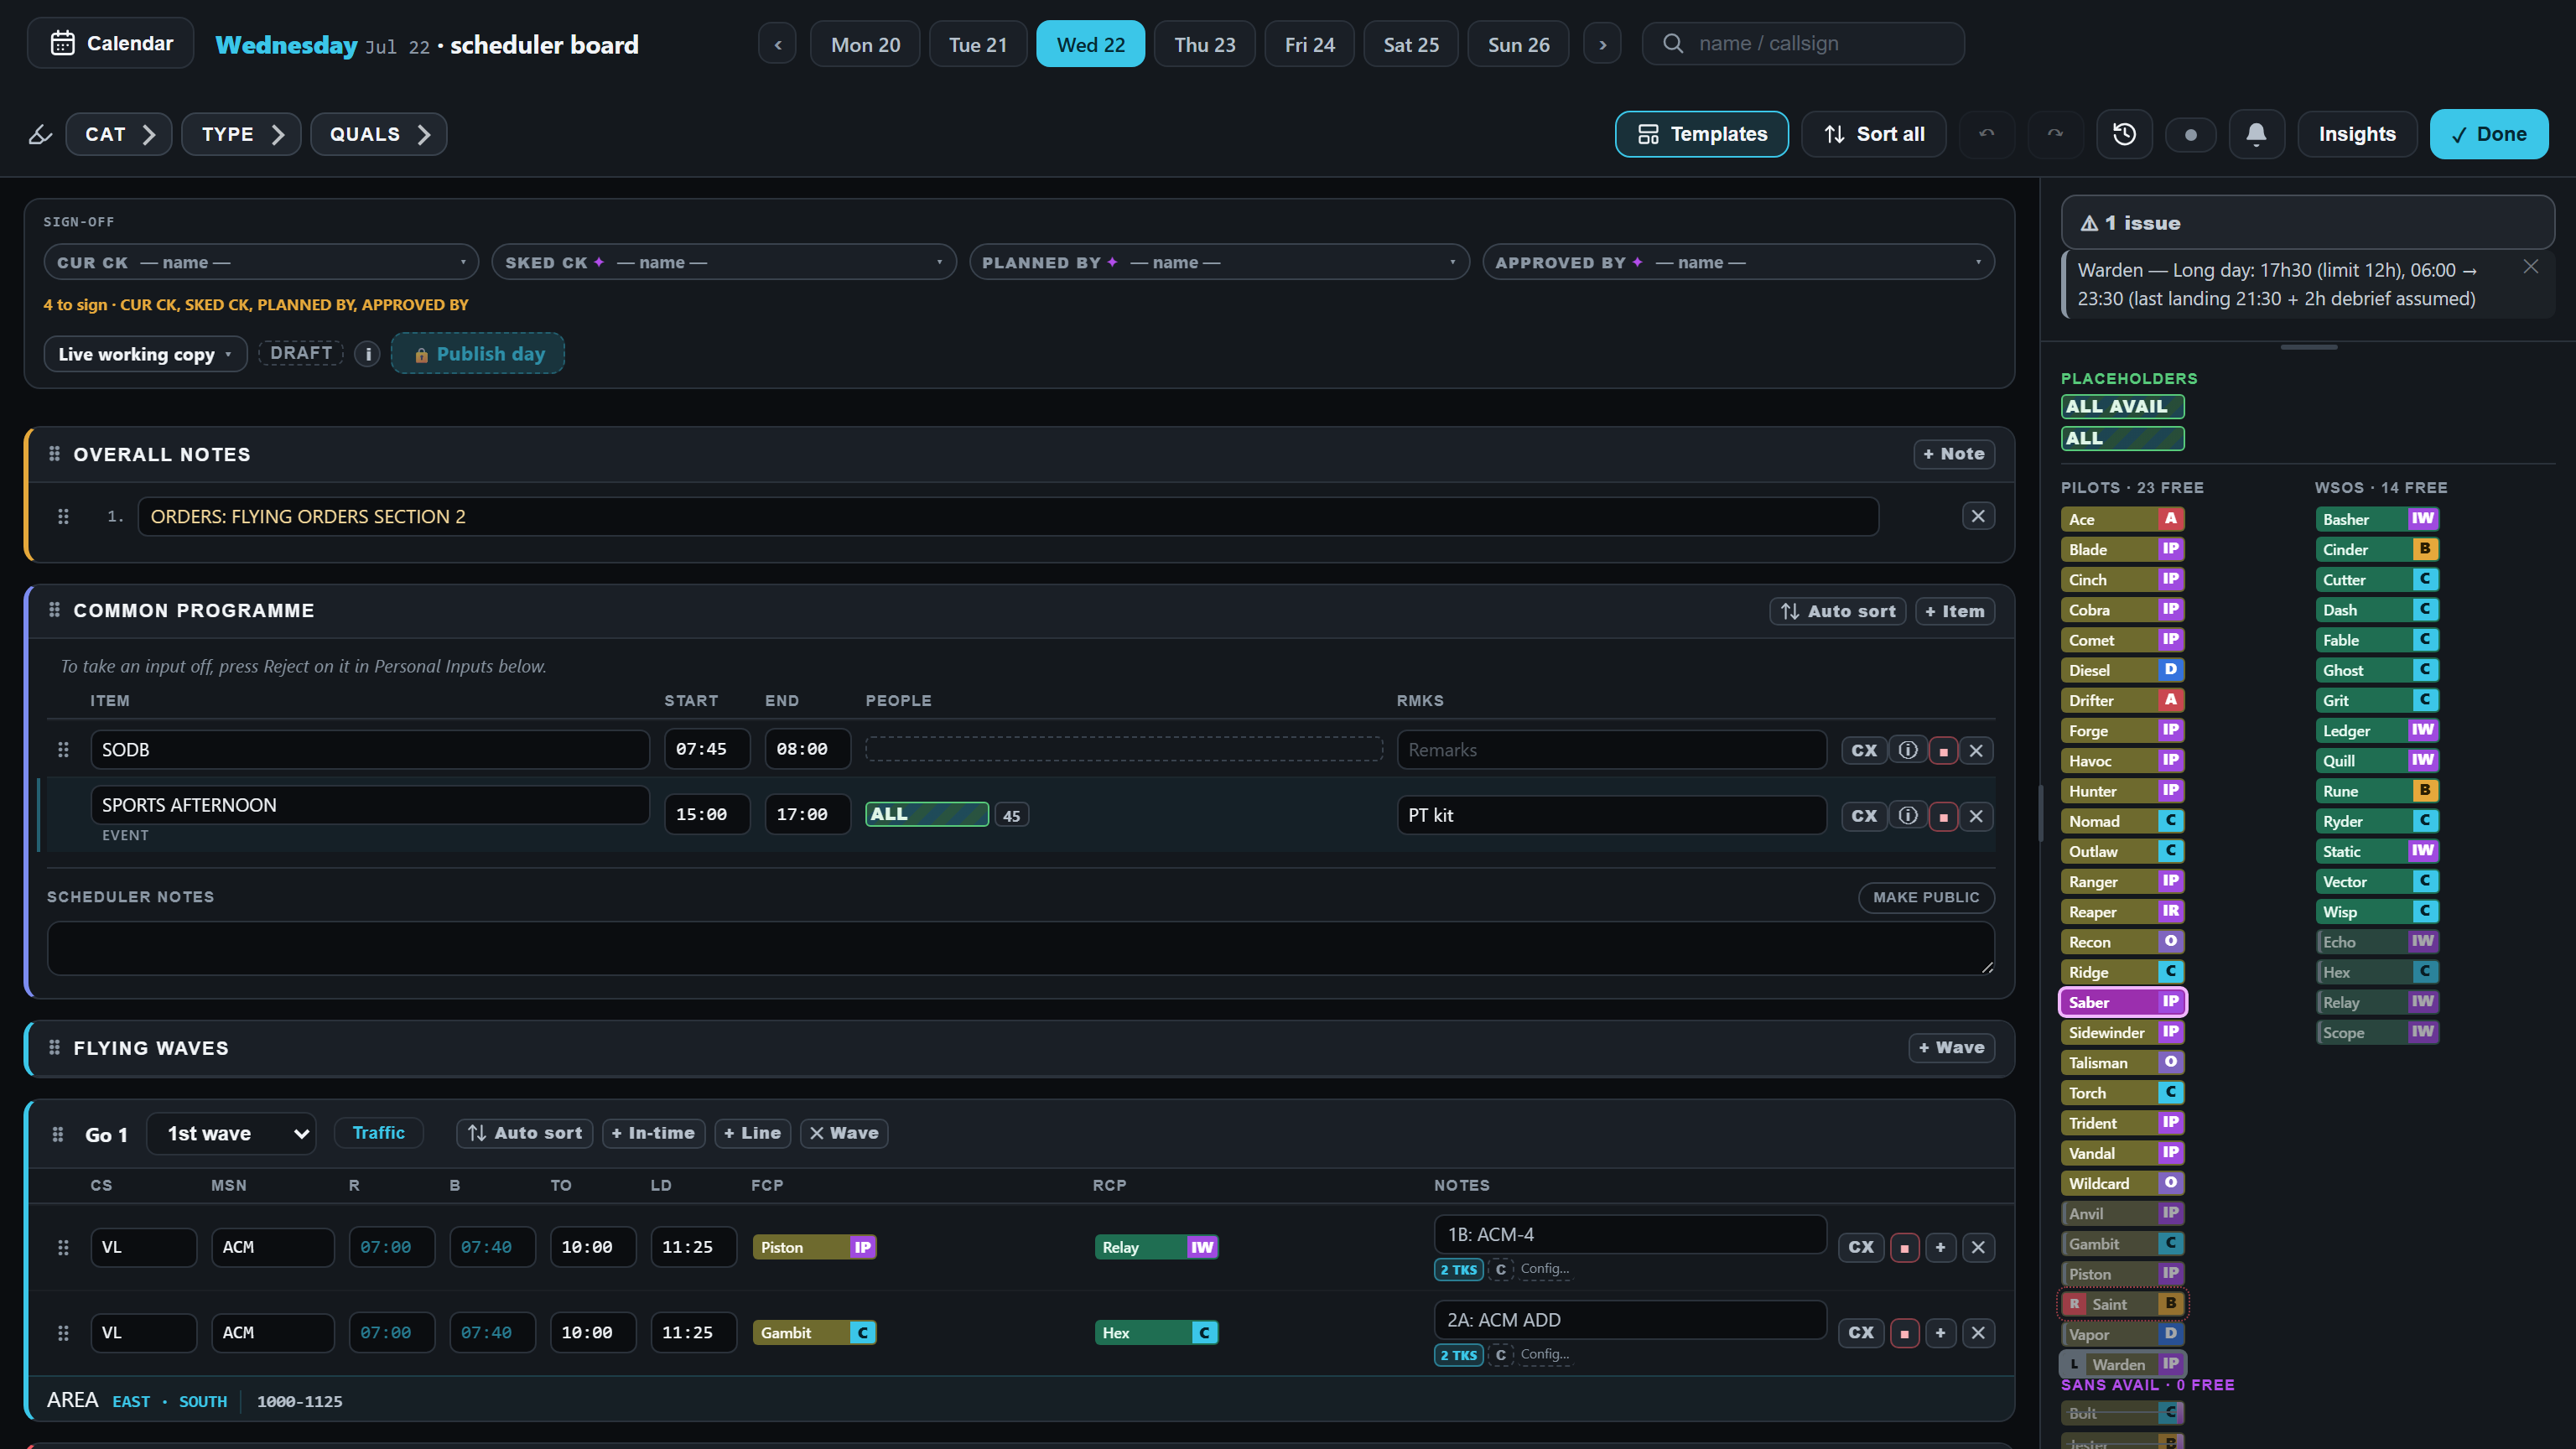 Calendar
Wednesday Jul 22 · scheduler board
Mon 20
Tue 21
Wed 22
Thu 23
Fri 24
Sat 25
Sun 26
name / callsign
CAT
TYPE
QUALS
Templates
Sort all
Insights
✓ Done
SIGN-OFF
CUR CK — name —
SKED CK ✦ — name —
PLANNED BY ✦ — name —
APPROVED BY ✦ — name —
4 to sign · CUR CK, SKED CK, PLANNED BY, APPROVED BY
Live working copy
DRAFT
i
Publish day
OVERALL NOTES
+ Note
1. ORDERS: FLYING ORDERS SECTION 2
COMMON PROGRAMME
Auto sort
+ Item
To take an input off, press Reject on it in Personal Inputs below.
ITEM START END PEOPLE RMKS
SODB 07:45 08:00 Remarks CX
SPORTS AFTERNOON 15:00 17:00 ALL 45 PT kit CX
EVENT
SCHEDULER NOTES
MAKE PUBLIC
FLYING WAVES
+ Wave
Go 1 1st wave Traffic Auto sort + In-time + Line ✕ Wave
CS MSN R B TO LD FCP RCP NOTES
VL ACM 07:00 07:40 10:00 11:25 Piston IP Relay IW 1B: ACM-4 CX
2 TKS C Config...
VL ACM 07:00 07:40 10:00 11:25 Gambit C Hex C 2A: ACM ADD CX
2 TKS C Config...
AREA EAST · SOUTH 1000-1125
⚠ 1 issue
Warden — Long day: 17h30 (limit 12h), 06:00 →
23:30 (last landing 21:30 + 2h debrief assumed)
PLACEHOLDERS
ALL AVAIL
ALL
PILOTS · 23 FREE
Ace A
Blade IP
Cinch IP
Cobra IP
Comet IP
Diesel D
Drifter A
Forge IP
Havoc IP
Hunter IP
Nomad C
Outlaw C
Ranger IP
Reaper IR
Recon O
Ridge C
Saber IP
Sidewinder IP
Talisman O
Torch C
Trident IP
Vandal IP
Wildcard O
Anvil IP
Gambit C
Piston IP
R Saint B
Vapor D
L Warden IP
WSOS · 14 FREE
Basher IW
Cinder B
Cutter C
Dash C
Fable C
Ghost C
Grit C
Ledger IW
Quill IW
Rune B
Ryder C
Static IW
Vector C
Wisp C
Echo IW
Hex C
Relay IW
Scope IW
SANS AVAIL · 0 FREE
Bolt C
Jester B